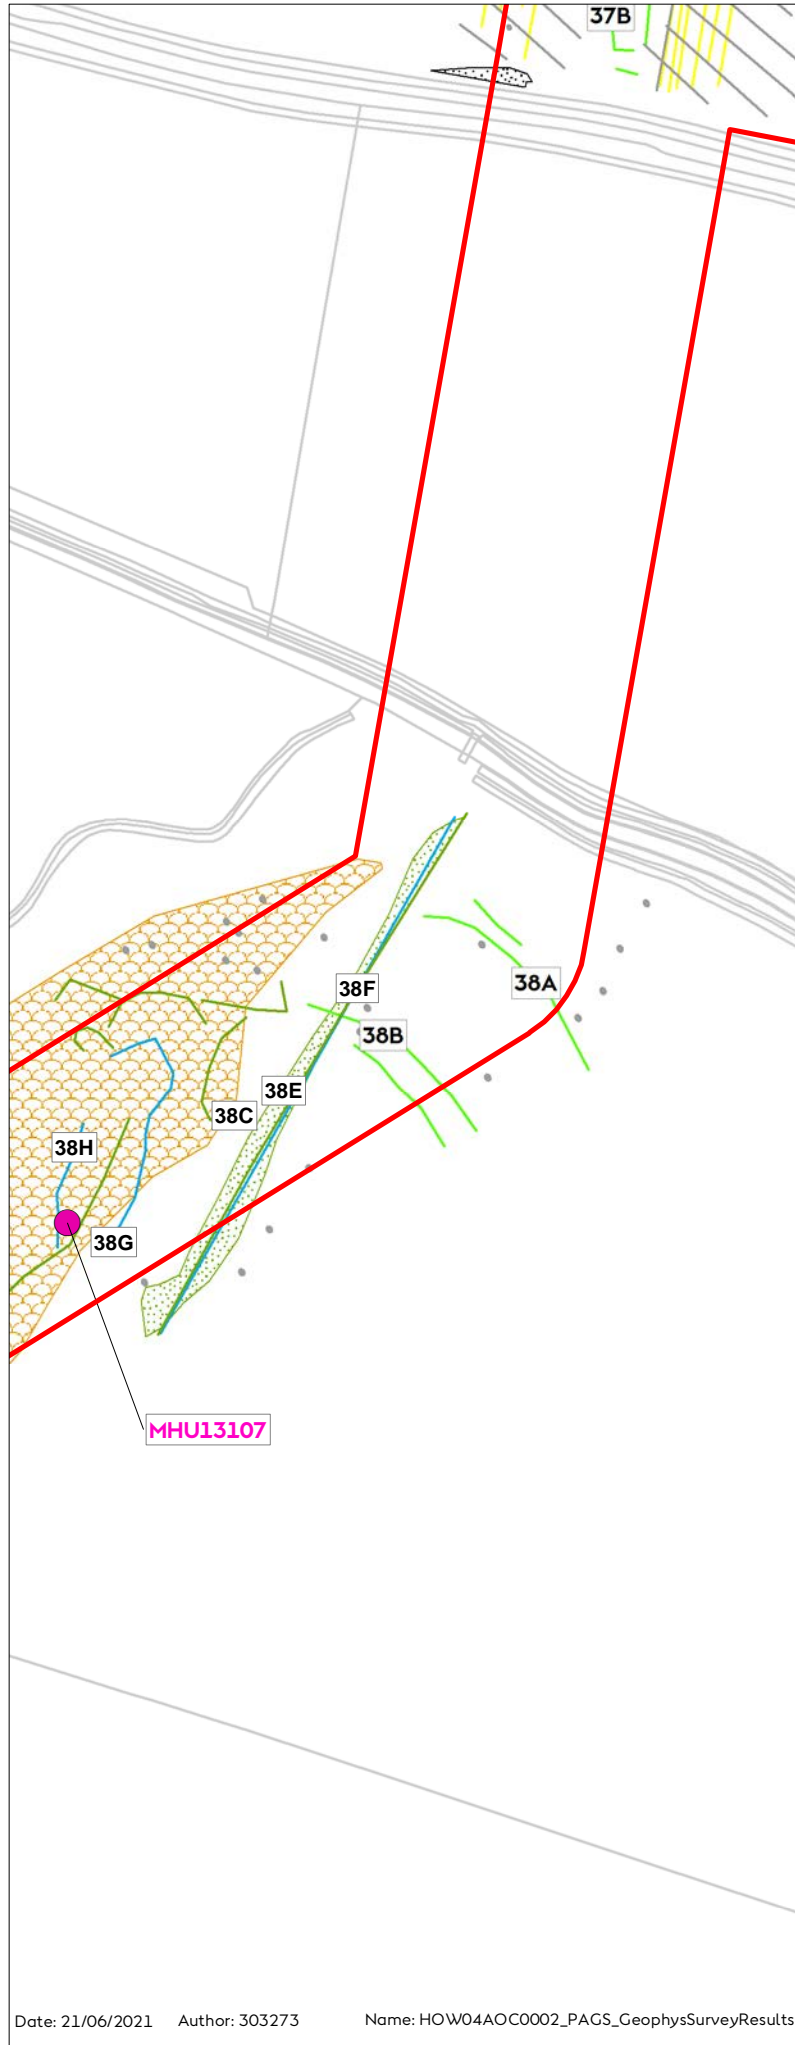 37B
38F
38A
38B
38E
38C
38H
38G
MHU13107
Date: 21/06/2021 Author: 303273 Name: HOW04AOC0002_PAGS_GeophysSurveyResults